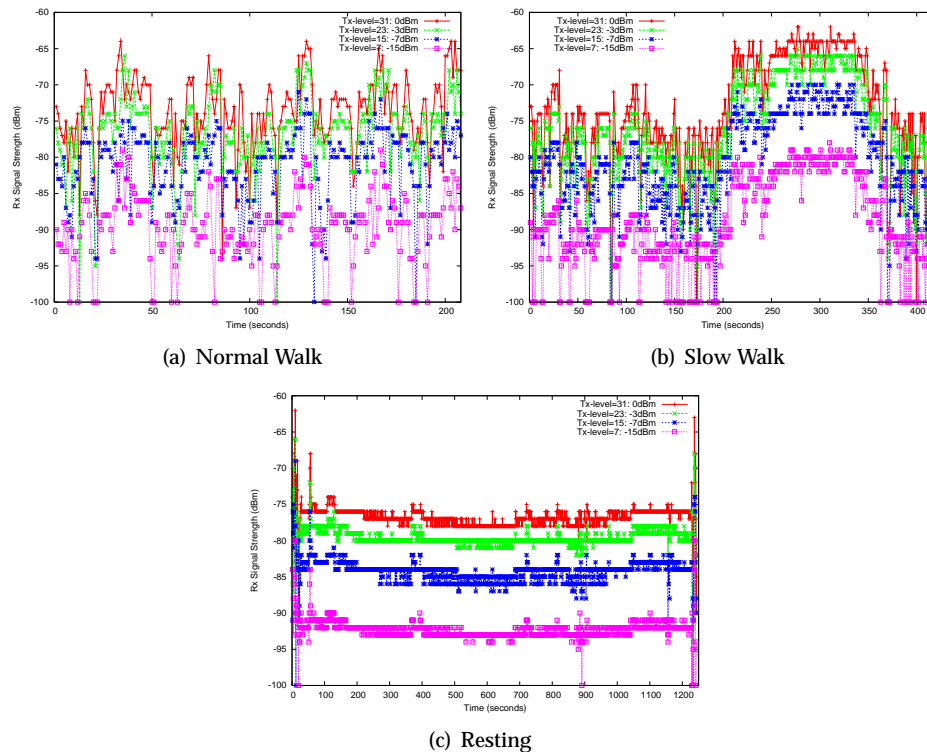 Tx-level=31: 0dBm
Tx-level=23: -3dBm
Tx-level=15: -7dBm
Tx-level=7: -15dBm
Rx Signal Strength (dBm)
-60
-65
-70
-75
-80
-85
-90
-95
-100
0 50 100 150 200
Time (seconds)
(a) Normal Walk
Tx-level=31: 0dBm
Tx-level=23: -3dBm
Tx-level=15: -7dBm
Tx-level=7: -15dBm
Rx Signal Strength (dBm)
-60
-65
-70
-75
-80
-85
-90
-95
-100
0 50 100 150 200 250 300 350 400
Time (seconds)
(b) Slow Walk
Tx-level=31: 0dBm
Tx-level=23: -3dBm
Tx-level=15: -7dBm
Tx-level=7: -15dBm
Rx Signal Strength (dBm)
-60
-65
-70
-75
-80
-85
-90
-95
-100
0 100 200 300 400 500 600 700 800 900 1000 1100 1200
Time (seconds)
(c) Resting